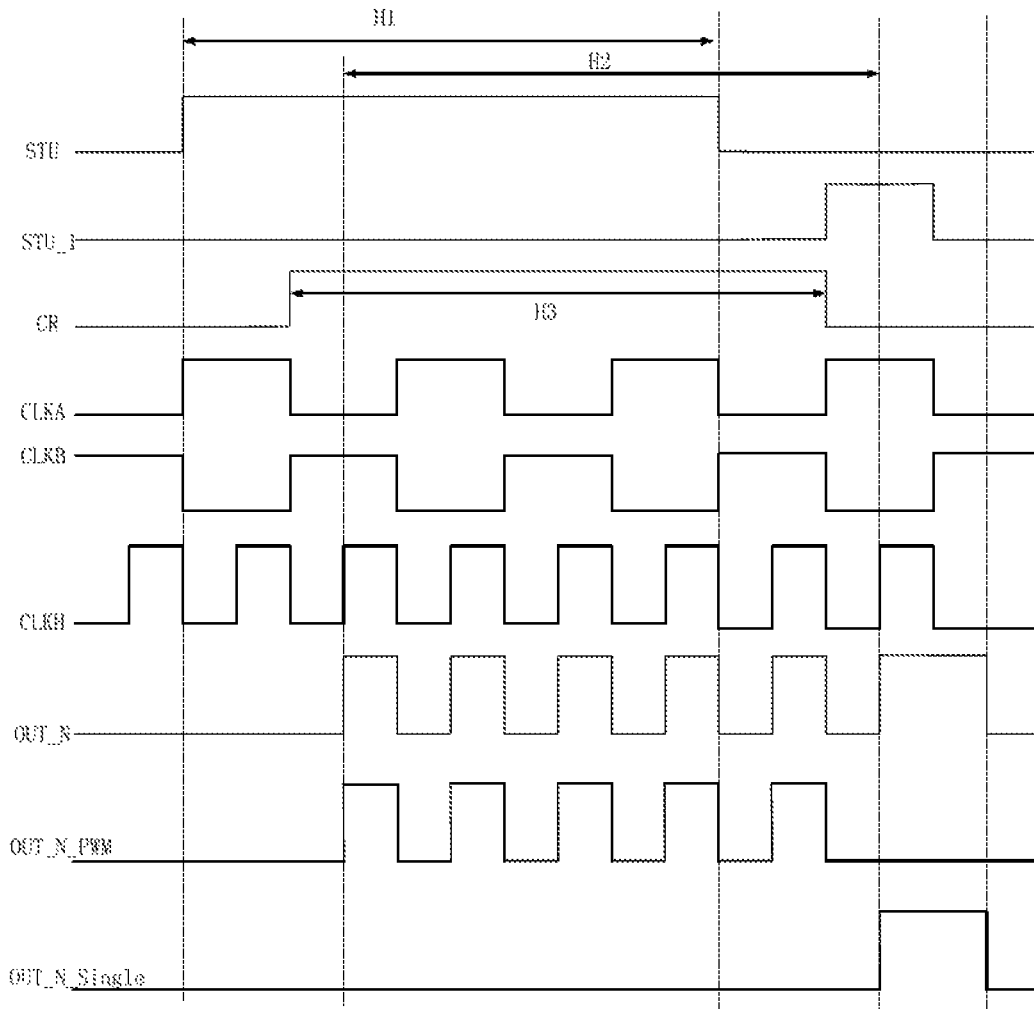 H1
H2
STU
STU_1
CR
H3
CLKA
CLKB
CLKH
OUT_N
OUT_N_PWM
OUT_N_Single